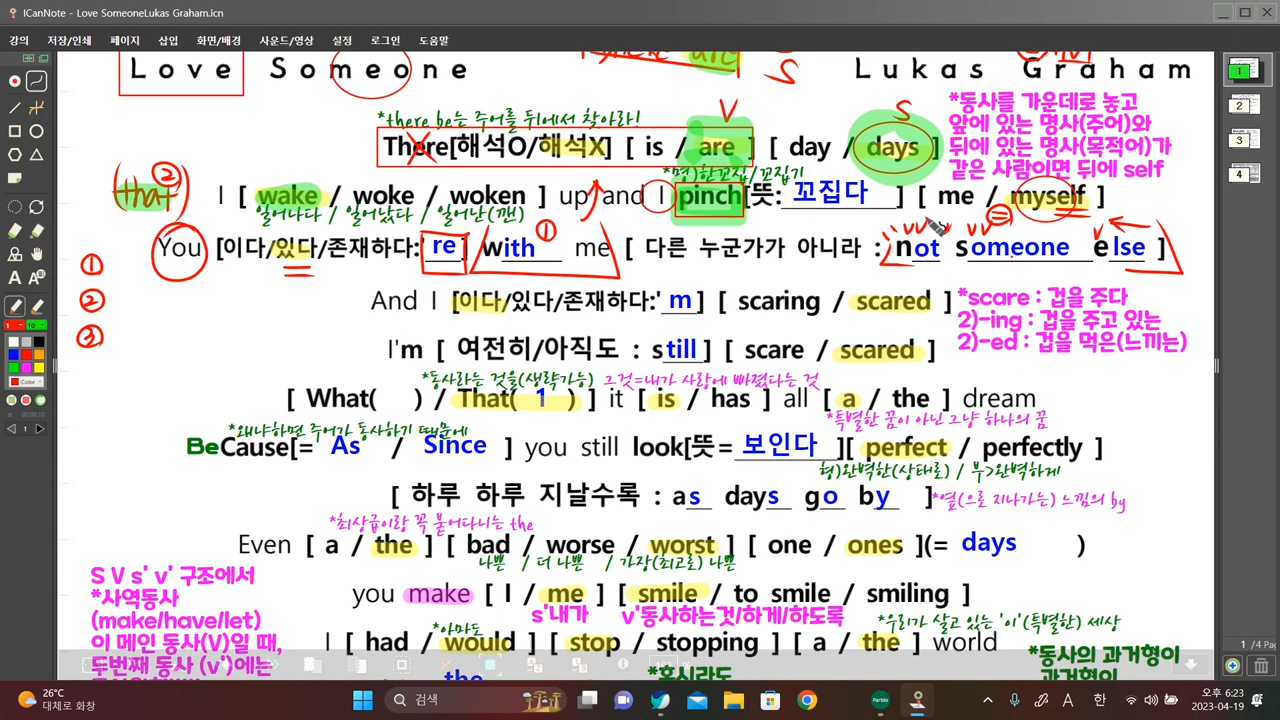 ICanNote - Love SomeoneLukas Graham.icn
강의 저장/인쇄 페이지 삽입 화면/배경 사운드/영상 설정 로그인 도움말
Love Someone Lukas Graham
S
V
S
*there be는 주어를 뒤에서 찾아라!
There[해석O/해석X] [ is / are ] [ day / days ]
*동사를 가운데로 놓고
앞에 있는 명사(주어)와
뒤에 있는 명사(목적어)가
같은 사람이면 뒤에 self
*명)한꼬집/꼬집기
(that) ②
I [ wake / woke / woken ] up and I pinch[뜻: 꼬집다 ] [ me / myself ]
일어나다 / 일어났다 / 일어난(깬)
You [이다/있다/존재하다:'re] with ① me [ 다른 누군가가 아니라 : not someone else ]
①
②
③
And I [이다/있다/존재하다:'m] [ scaring / scared ]
*scare : 겁을 주다
2)-ing : 겁을 주고 있는
2)-ed : 겁을 먹은(느끼는)
I'm [ 여전히/아직도 : still] [ scare / scared ]
*동사라는 것을(생략가능) 그것=내가 사랑에 빠졌다는 것
[ What( ) / That( 1 ) ] it [ is / has ] all [ a / the ] dream
*특별한 꿈이 아닌 그냥 하나의 꿈
*왜냐하면 주어가 동사하기 때문에
BeCause[= As / Since ] you still look[뜻= 보인다 ][ perfect / perfectly ]
형)완벽한(상태로) / 부>완벽하게
[ 하루 하루 지날수록 : as days go by ]
*옆(으로 지나가는) 느낌의 by
*최상급이랑 꼭 붙어다니는 the
Even [ a / the ] [ bad / worse / worst ] [ one / ones ](= days )
나쁜 / 더 나쁜 / 가장(최고로) 나쁜
you make [ I / me ] [ smile / to smile / smiling ]
s'내가 v'동사하는것/하게/하도록
S V s' v' 구조에서
*사역동사
(make/have/let)
이 메인 동사(V)일 때,
두번째 동사 (v')에는
*아마도
*우리가 살고 있는 '이'(특별한) 세상
I [ had / would ] [ stop / stopping ] [ a / the ] world
*동사의 과거형이
the
*혹시라도
1 /4
26°C
대체로 화창
검색
오후 6:23
2023-04-19